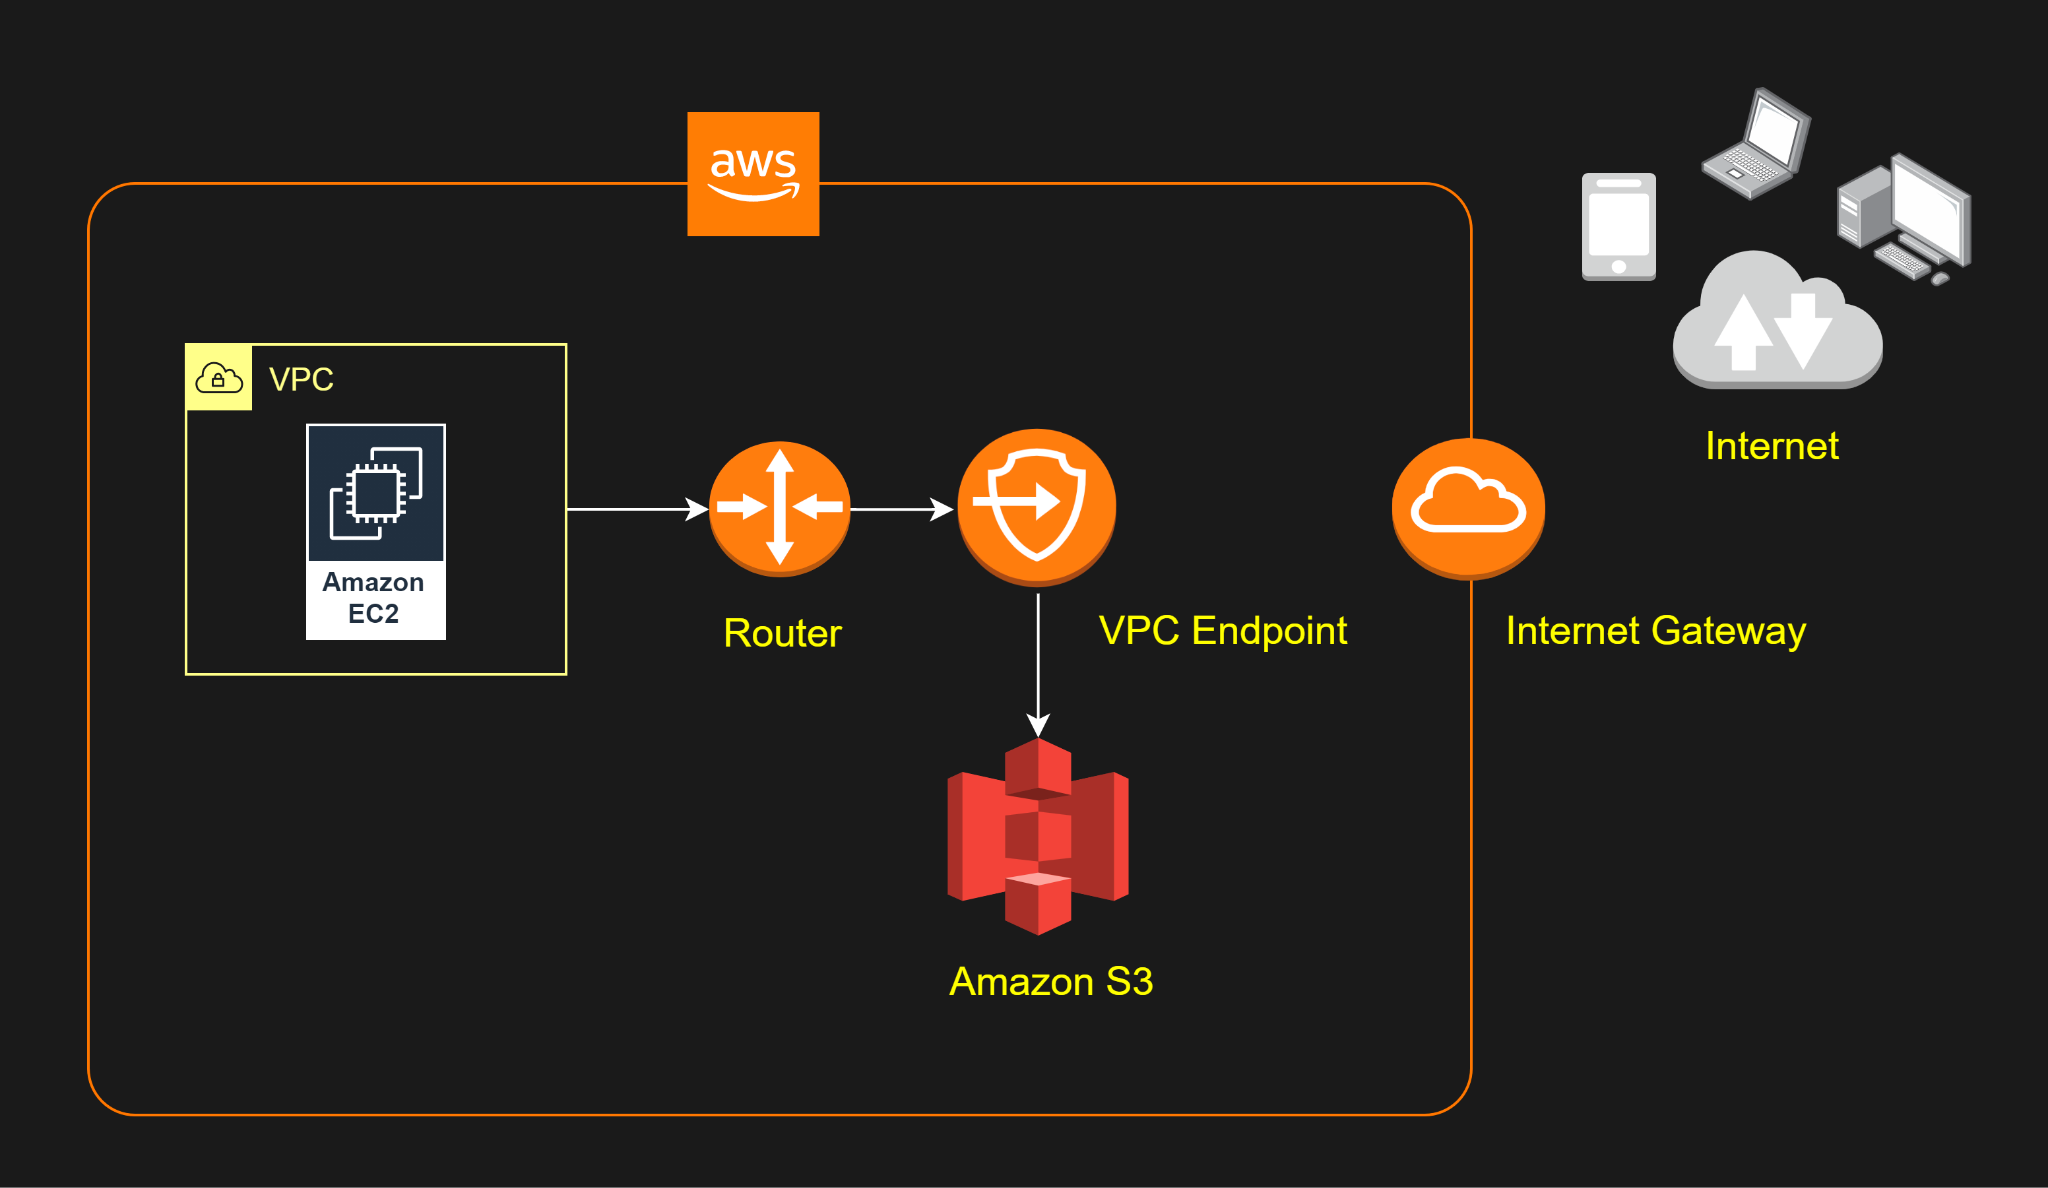 aws
VPC
Amazon
EC2
Router
VPC Endpoint
Amazon S3
Internet
Internet Gateway